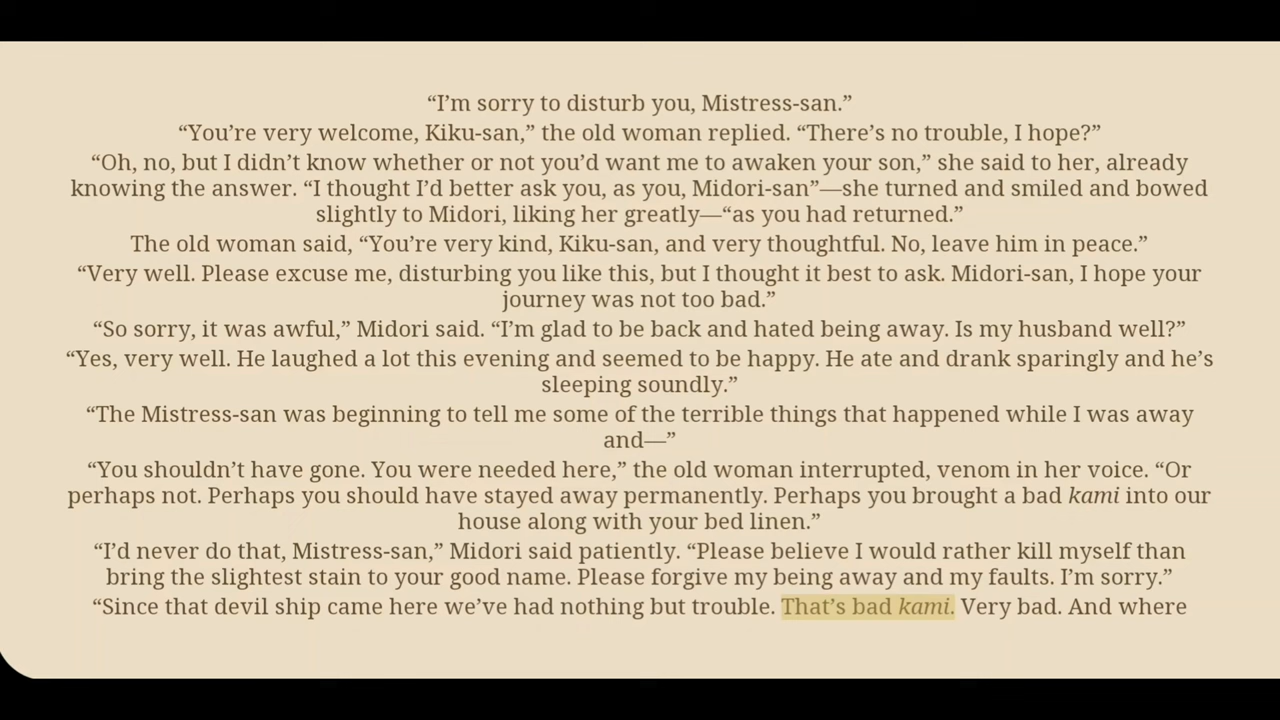 “I’m sorry to disturb you, Mistress-san.”
“You’re very welcome, Kiku-san,” the old woman replied. “There’s no trouble, I hope?”
“Oh, no, but I didn’t know whether or not you’d want me to awaken your son,” she said to her, already
knowing the answer. “I thought I’d better ask you, as you, Midori-san”—she turned and smiled and bowed
slightly to Midori, liking her greatly—“as you had returned.”
The old woman said, “You’re very kind, Kiku-san, and very thoughtful. No, leave him in peace.”
“Very well. Please excuse me, disturbing you like this, but I thought it best to ask. Midori-san, I hope your
journey was not too bad.”
“So sorry, it was awful,” Midori said. “I’m glad to be back and hated being away. Is my husband well?”
“Yes, very well. He laughed a lot this evening and seemed to be happy. He ate and drank sparingly and he’s
sleeping soundly.”
“The Mistress-san was beginning to tell me some of the terrible things that happened while I was away
and—”
“You shouldn’t have gone. You were needed here,” the old woman interrupted, venom in her voice. “Or
perhaps not. Perhaps you should have stayed away permanently. Perhaps you brought a bad kami into our
house along with your bed linen.”
“I’d never do that, Mistress-san,” Midori said patiently. “Please believe I would rather kill myself than
bring the slightest stain to your good name. Please forgive my being away and my faults. I’m sorry.”
“Since that devil ship came here we’ve had nothing but trouble. That’s bad kami. Very bad. And where